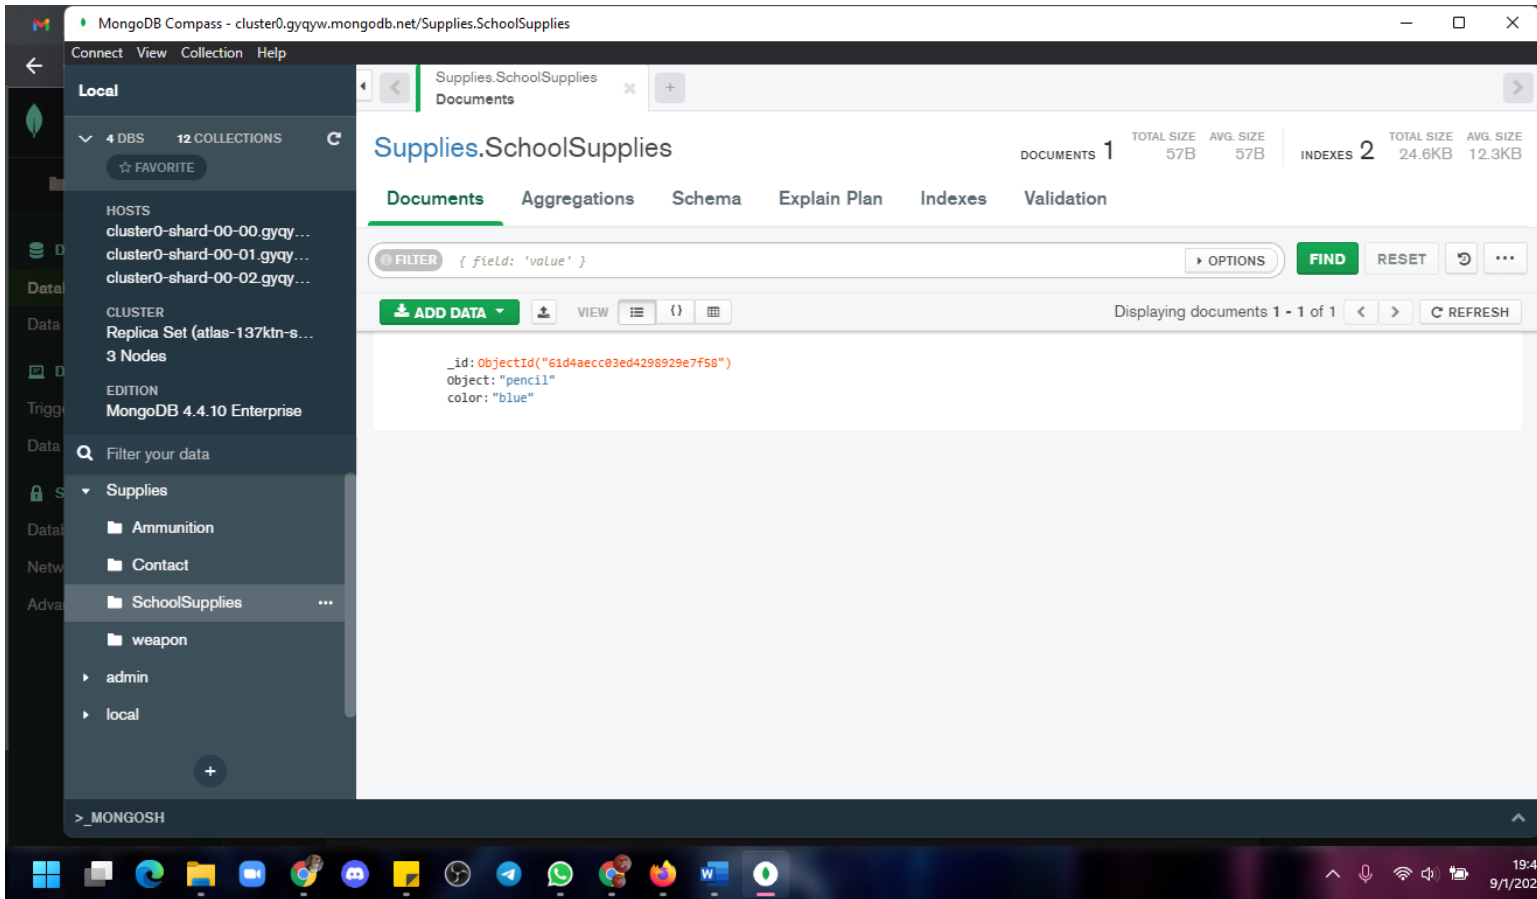 MongoDB Compass - cluster0.gyqyw.mongodb.net/Supplies.SchoolSupplies
Connect View Collection Help
Local
4 DBS 12 COLLECTIONS
FAVORITE
HOSTS
cluster0-shard-00-00.gyqy...
cluster0-shard-00-01.gyqy...
cluster0-shard-00-02.gyqy...
CLUSTER
Replica Set (atlas-137ktn-s...
3 Nodes
EDITION
MongoDB 4.4.10 Enterprise
Filter your data
Supplies
Ammunition
Contact
SchoolSupplies
weapon
admin
local
Supplies.SchoolSupplies
Documents
Supplies.SchoolSupplies
DOCUMENTS 1 TOTAL SIZE 57B AVG. SIZE 57B INDEXES 2 TOTAL SIZE 24.6KB AVG. SIZE 12.3KB
Documents Aggregations Schema Explain Plan Indexes Validation
FILTER { field: 'value' } OPTIONS FIND RESET
ADD DATA VIEW {} Displaying documents 1 - 1 of 1 REFRESH
_id: ObjectId("61d4aecc03ed4298929e7f58")
Object: "pencil"
color: "blue"
>_MONGOSH
Data
Trigg
Data
Datab
Netw
Adva
19:4
9/1/202